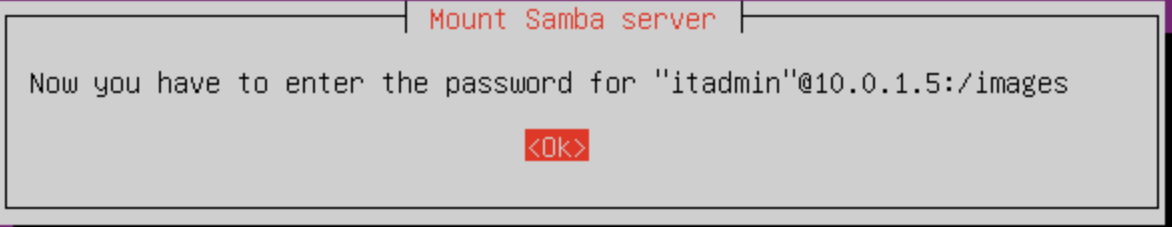 Mount Samba server
Now you have to enter the password for "itadmin"@10.0.1.5:/images
<Ok>